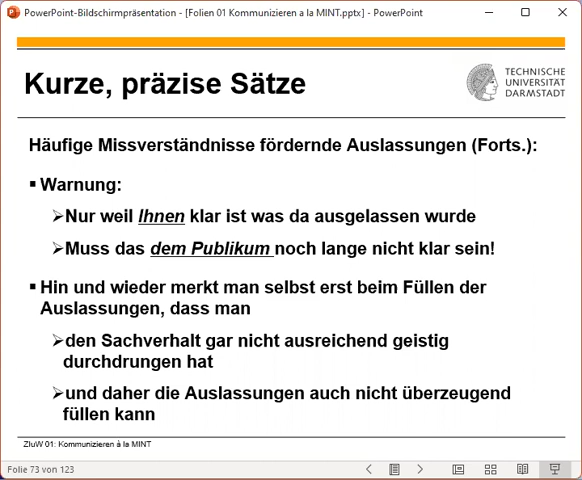 PowerPoint-Bildschirmpräsentation - [Folien 01 Kommunizieren a la MINT.pptx] - PowerPoint
Kurze, präzise Sätze
TECHNISCHE
UNIVERSITÄT
DARMSTADT
Häufige Missverständnisse fördernde Auslassungen (Forts.):
▪ Warnung:
➢Nur weil Ihnen klar ist was da ausgelassen wurde
➢Muss das dem Publikum noch lange nicht klar sein!
▪ Hin und wieder merkt man selbst erst beim Füllen der
Auslassungen, dass man
➢den Sachverhalt gar nicht ausreichend geistig
durchdrungen hat
➢und daher die Auslassungen auch nicht überzeugend
füllen kann
ZIuW 01: Kommunizieren à la MINT
Folie 73 von 123